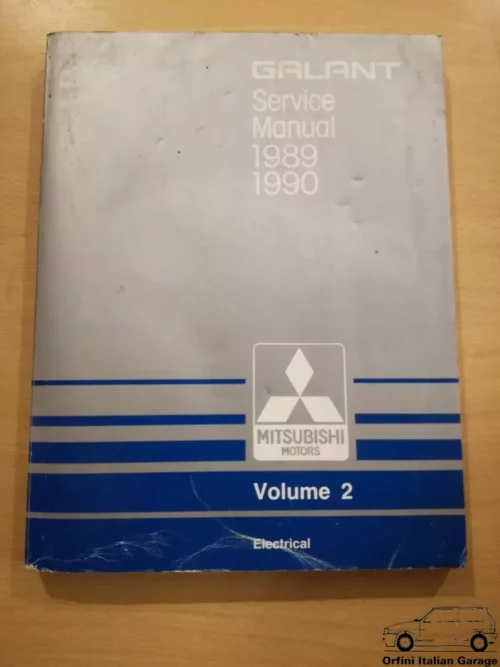 GALANT
Service
Manual
1989
1990
MITSUBISHI
MOTORS
Volume 2
Electrical
Orfini Italian Garage